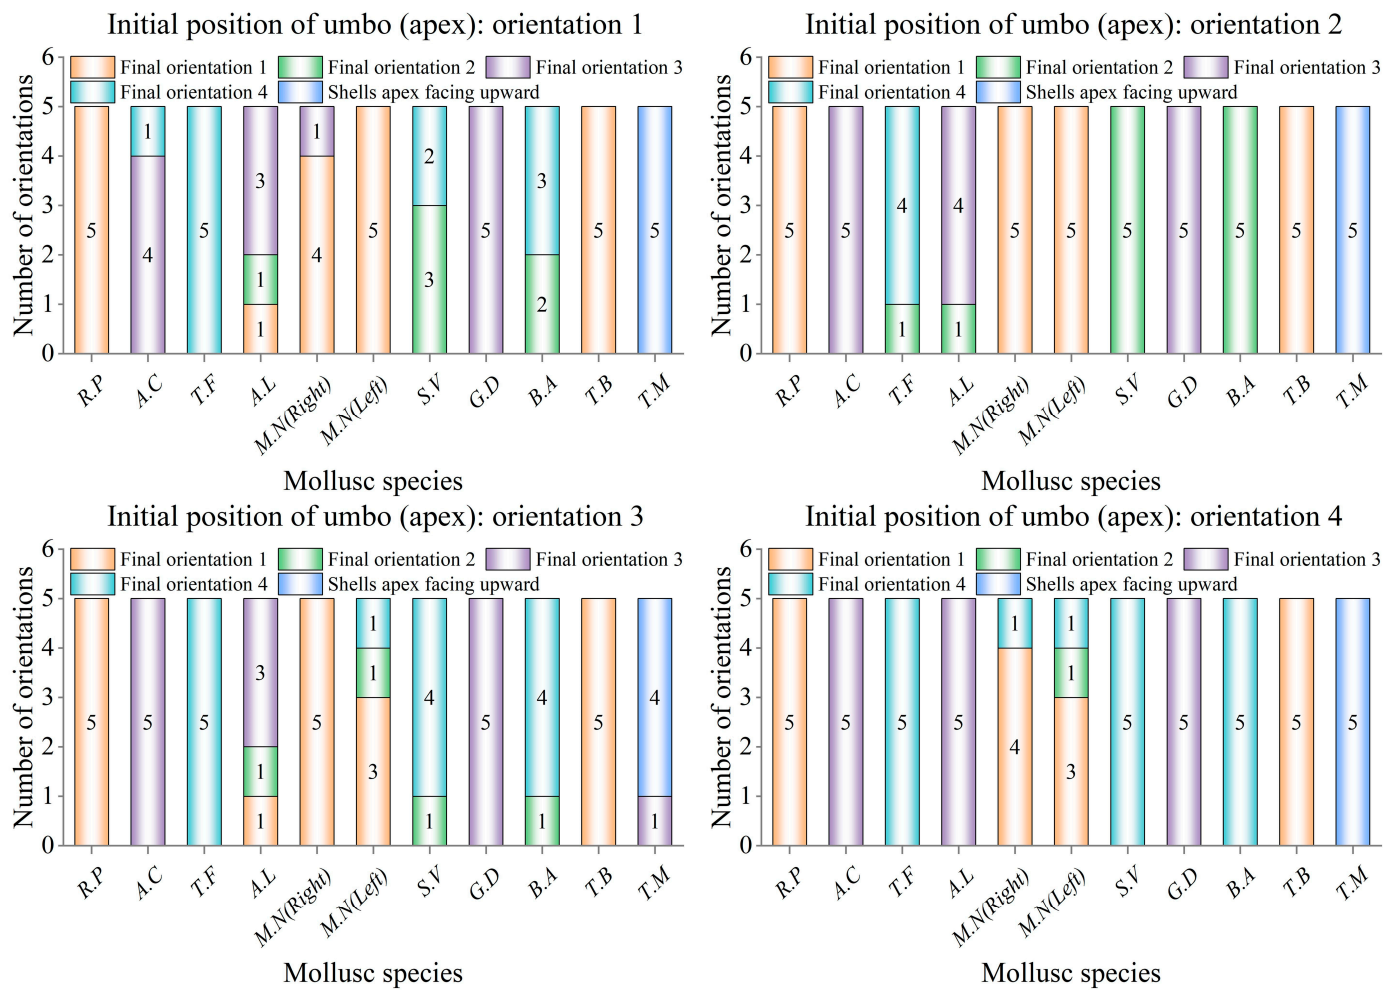 Initial position of umbo (apex): orientation 1
Final orientation 1 Final orientation 2 Final orientation 3
Final orientation 4 Shells apex facing upward
Number of orientations
6
5
4
3
2
1
0
1 1
3 2 3
5 5 5 5 5 5
4 1 4 3 2
1
R.P A.C T.F A.L M.N(Right) M.N(Left) S.V G.D B.A T.B T.M
Mollusc species
Initial position of umbo (apex): orientation 2
Final orientation 1 Final orientation 2 Final orientation 3
Final orientation 4 Shells apex facing upward
Number of orientations
6
5
4
3
2
1
0
4 4
5 5 5 5 5 5 5 5 5
1 1
R.P A.C T.F A.L M.N(Right) M.N(Left) S.V G.D B.A T.B T.M
Mollusc species
Initial position of umbo (apex): orientation 3
Final orientation 1 Final orientation 2 Final orientation 3
Final orientation 4 Shells apex facing upward
Number of orientations
6
5
4
3
2
1
0
1
3 1 4 4 4
5 5 5 5 5 5
1 3
1 1 1 1
R.P A.C T.F A.L M.N(Right) M.N(Left) S.V G.D B.A T.B T.M
Mollusc species
Initial position of umbo (apex): orientation 4
Final orientation 1 Final orientation 2 Final orientation 3
Final orientation 4 Shells apex facing upward
Number of orientations
6
5
4
3
2
1
0
1 1
1
5 5 5 5 5 5 5 5 5
4 3
R.P A.C T.F A.L M.N(Right) M.N(Left) S.V G.D B.A T.B T.M
Mollusc species